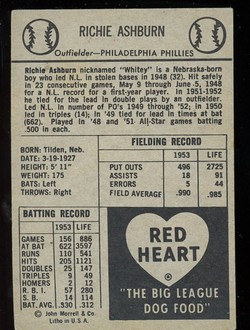 RICHIE ASHBURN
Outfielder—PHILADELPHIA PHILLIES
Richie Ashburn nicknamed "Whitey" is a Nebraska-born
boy who led N.L. in stolen bases in 1948 (32). Hit safely
in 23 consecutive games, May 9 through June 5, 1948
for a N.L. record for a first-year player. In 1951-1952
he tied for the lead in double plays by an outfielder.
Led N.L. in number of PO's 1949 thru '52, in 1950
led in triples (14); in '49 led for total times at bat
(662). Played in '48 and '51 All-Star games batting
.500 in each.
BORN: Tilden, Neb.
DATE: 3-19-1927
HEIGHT: 5' 11"
WEIGHT: 175
BATS: Left
THROWS: Right
FIELDING RECORD
1953 LIFE
PUT OUTS 496 2725
ASSISTS 18 91
ERRORS 5 44
FIELD AVERAGE .990 .985
BATTING RECORD
1953 LIFE
GAMES 156 886
AT BAT 622 3597
RUNS 110 541
HITS 205 1121
DOUBLES 25 147
TRIPLES 9 49
HOMERS 2 12
R. B. I. 57 280
S. B. 14 114
BAT. AVG. .330 .312
© John Morrell & Co.
Litho in U.S.A.
RED
HEART
"THE BIG LEAGUE
DOG FOOD"